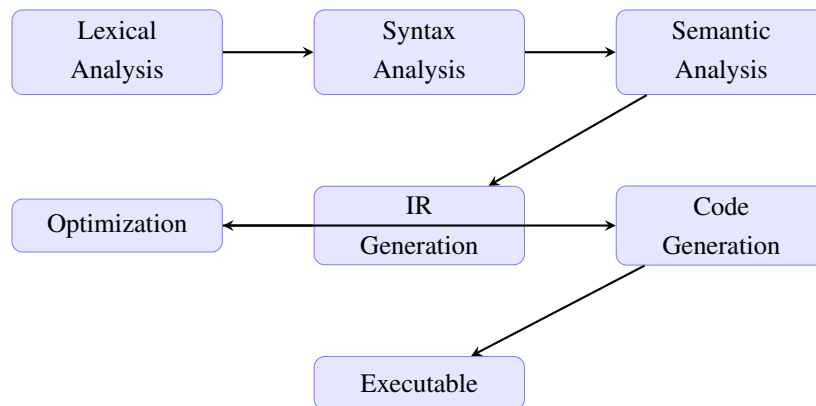 Lexical
Analysis
Syntax
Analysis
Semantic
Analysis
Optimization
IR
Generation
Code
Generation
Executable